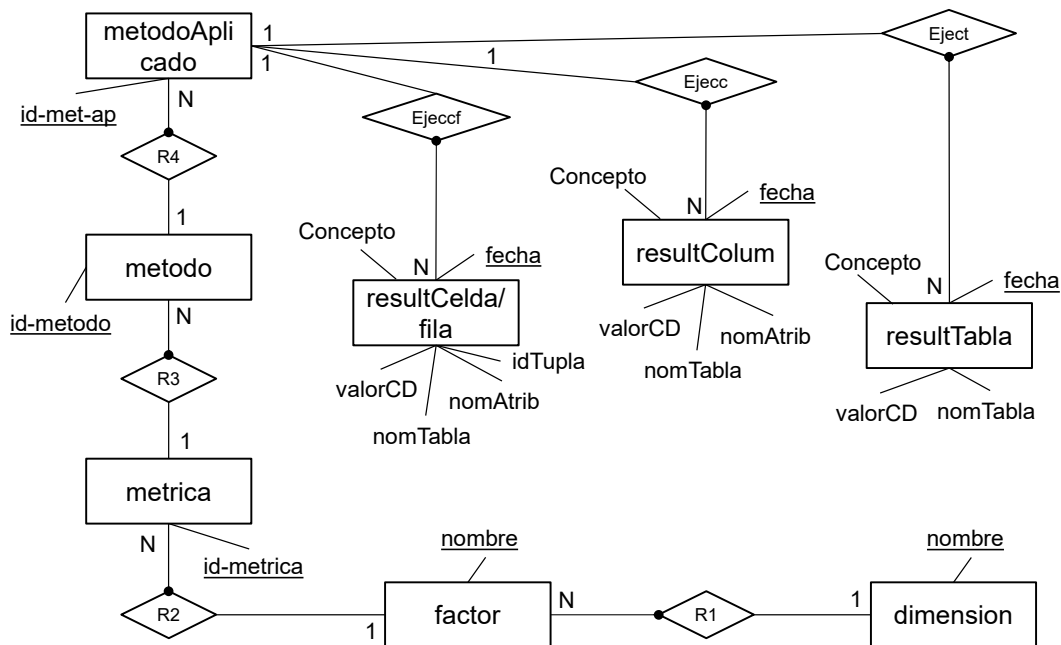 metodoApli
cado
1
1
1
Eject
Ejecc
Ejeccf
id-met-ap
N
R4
1
Concepto
fecha
N
resultColum
valorCD
nomAtrib
nomTabla
Concepto
fecha
N
resultCelda/
fila
valorCD
idTupla
nomAtrib
nomTabla
Concepto
fecha
N
resultTabla
valorCD
nomTabla
metodo
id-metodo
N
R3
1
metrica
N
id-metrica
R2
1
nombre
factor
N
R1
1
nombre
dimension